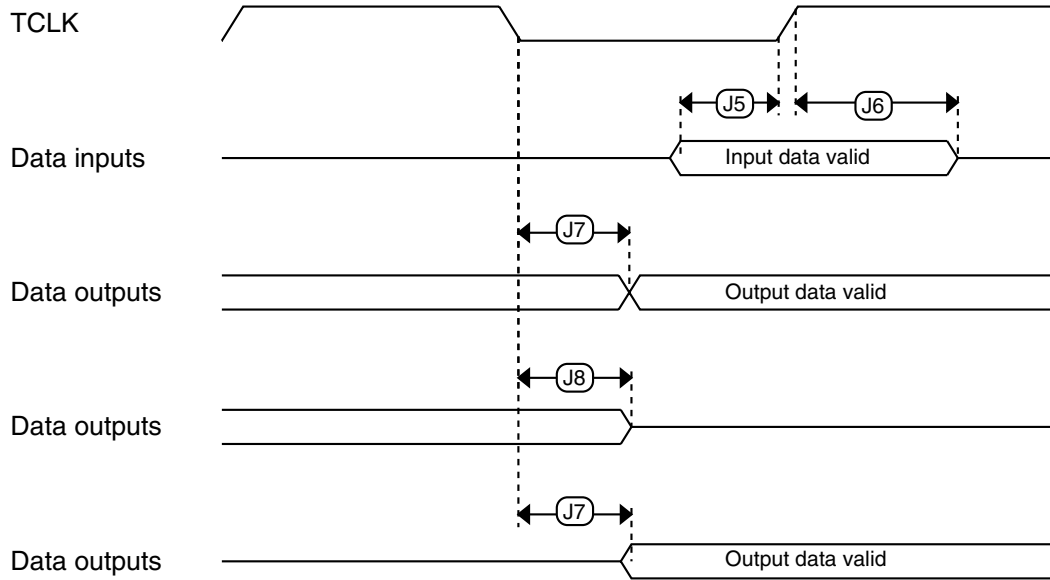 TCLK
J5
J6
Data inputs
Input data valid
J7
Data outputs
Output data valid
J8
Data outputs
J7
Data outputs
Output data valid